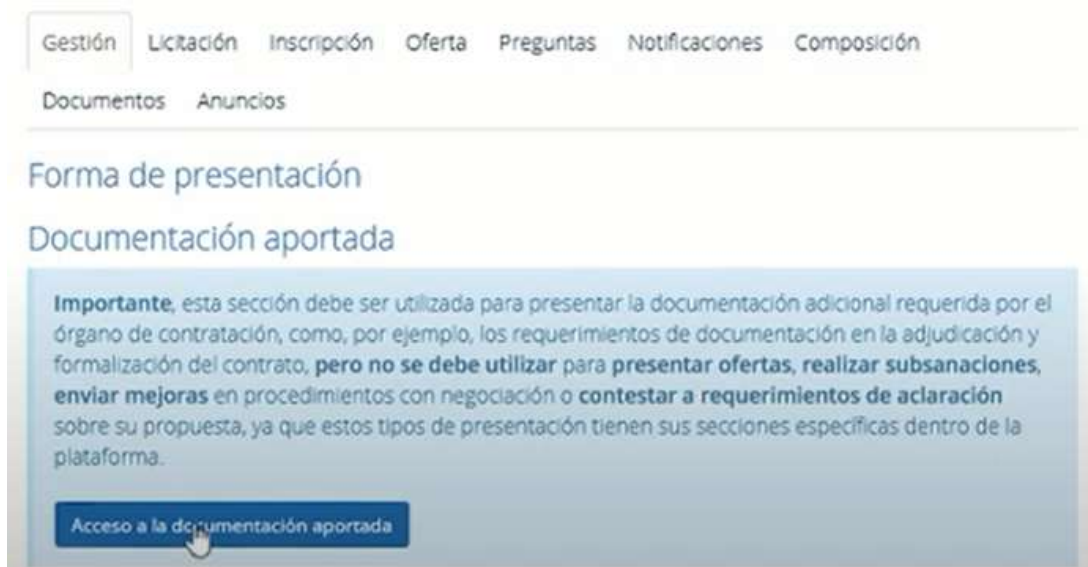 Gestión Licitación Inscripción Oferta Preguntas Notificaciones Composición
Documentos Anuncios
Forma de presentación
Documentación aportada
Importante, esta sección debe ser utilizada para presentar la documentación adicional requerida por el
órgano de contratación, como, por ejemplo, los requerimientos de documentación en la adjudicación y
formalización del contrato, pero no se debe utilizar para presentar ofertas, realizar subsanaciones,
enviar mejoras en procedimientos con negociación o contestar a requerimientos de aclaración
sobre su propuesta, ya que estos tipos de presentación tienen sus secciones específicas dentro de la
plataforma.
Acceso a la documentación aportada